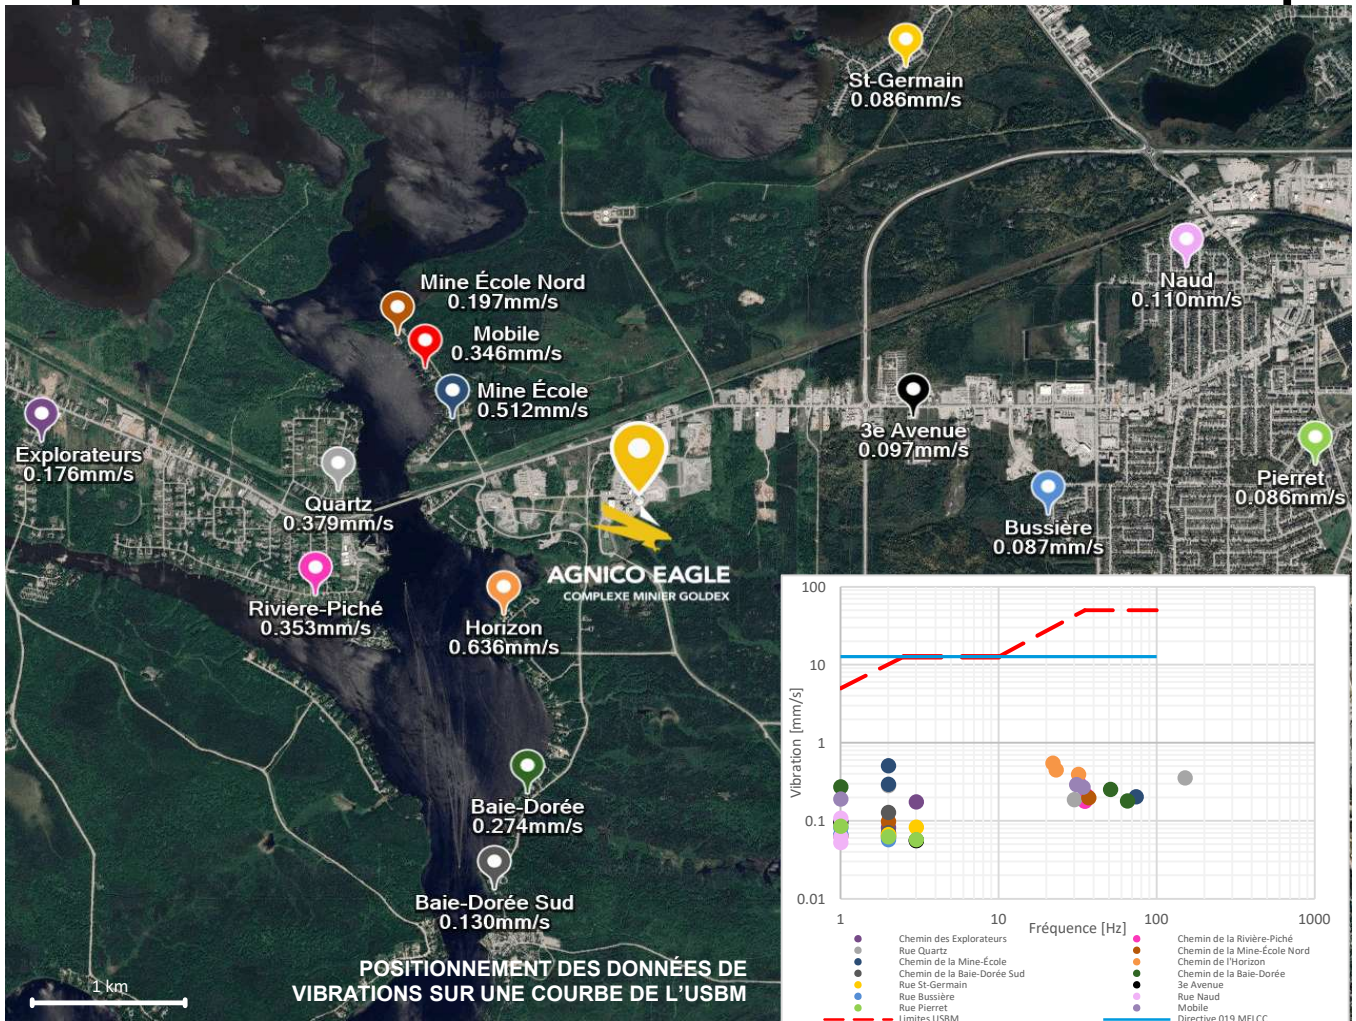 St-Germain
0.086mm/s
Naud
0.110mm/s
Mine École Nord
0.197mm/s
Mobile
0.346mm/s
Mine École
0.512mm/s
Explorateurs
0.176mm/s
Quartz
0.379mm/s
3e Avenue
0.097mm/s
Pierret
0.086mm/s
Bussière
0.087mm/s
Riviere-Piché
0.353mm/s
AGNICO EAGLE
COMPLEXE MINIER GOLDEX
Horizon
0.636mm/s
Baie-Dorée
0.274mm/s
Baie-Dorée Sud
0.130mm/s
POSITIONNEMENT DES DONNÉES DE
VIBRATIONS SUR UNE COURBE DE L'USBM
1 km
Vibration [mm/s]
100
10
1
0.1
0.01
1
10
100
1000
Fréquence [Hz]
Chemin des Explorateurs
Chemin de la Rivière-Piché
Rue Quartz
Chemin de la Mine-École Nord
Chemin de la Mine-École
Chemin de l'Horizon
Chemin de la Baie-Dorée Sud
Chemin de la Baie-Dorée
Rue St-Germain
3e Avenue
Rue Bussière
Rue Naud
Rue Pierret
Mobile
Limites USBM
Directive 019 MELCC